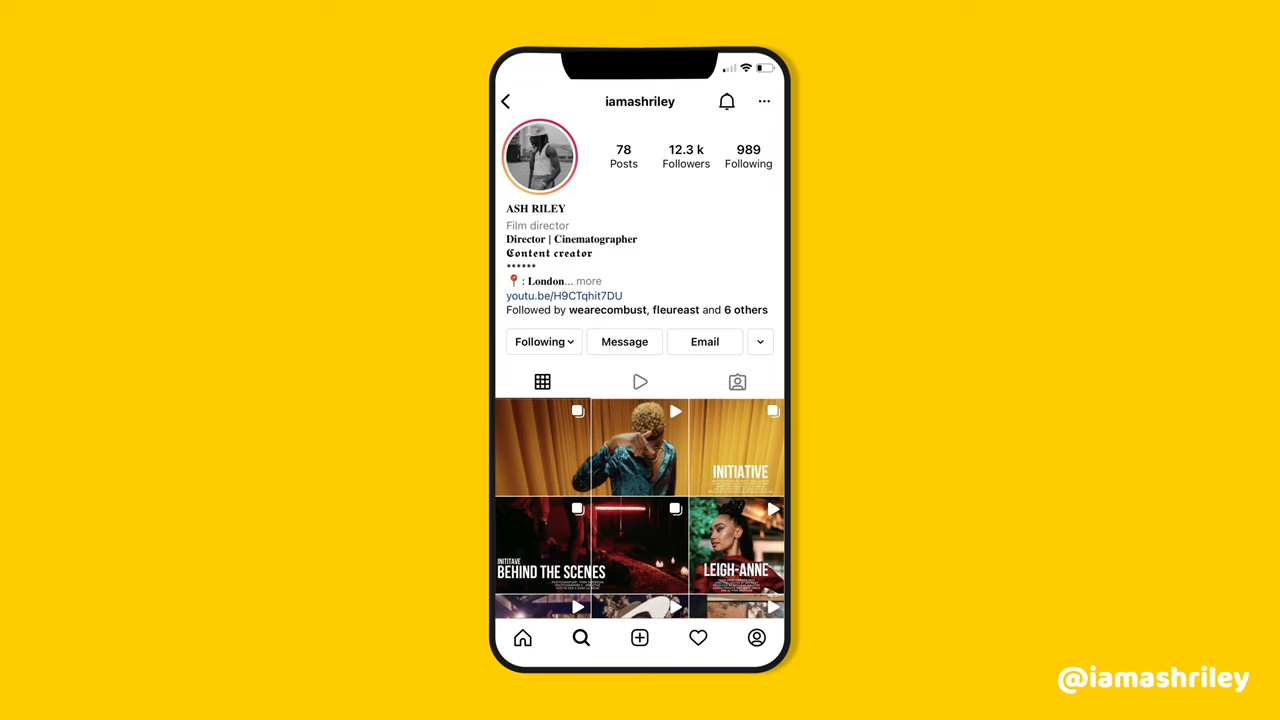 iamashriley
78
12.3 k
989
Posts
Followers
Following
ASH RILEY
Film director
Director | Cinematographer
𝕮𝖔𝖓𝖙𝖊𝖓𝖙 𝖈𝖗𝖊𝖆𝖙𝖔𝖗
******
📍: London... more
youtu.be/H9CTqhit7DU
Followed by wearecombust, fleureast and 6 others
Following
Message
Email
INITIATIVE
INITITAVE
BEHIND THE SCENES
LEIGH-ANNE
@iamashriley